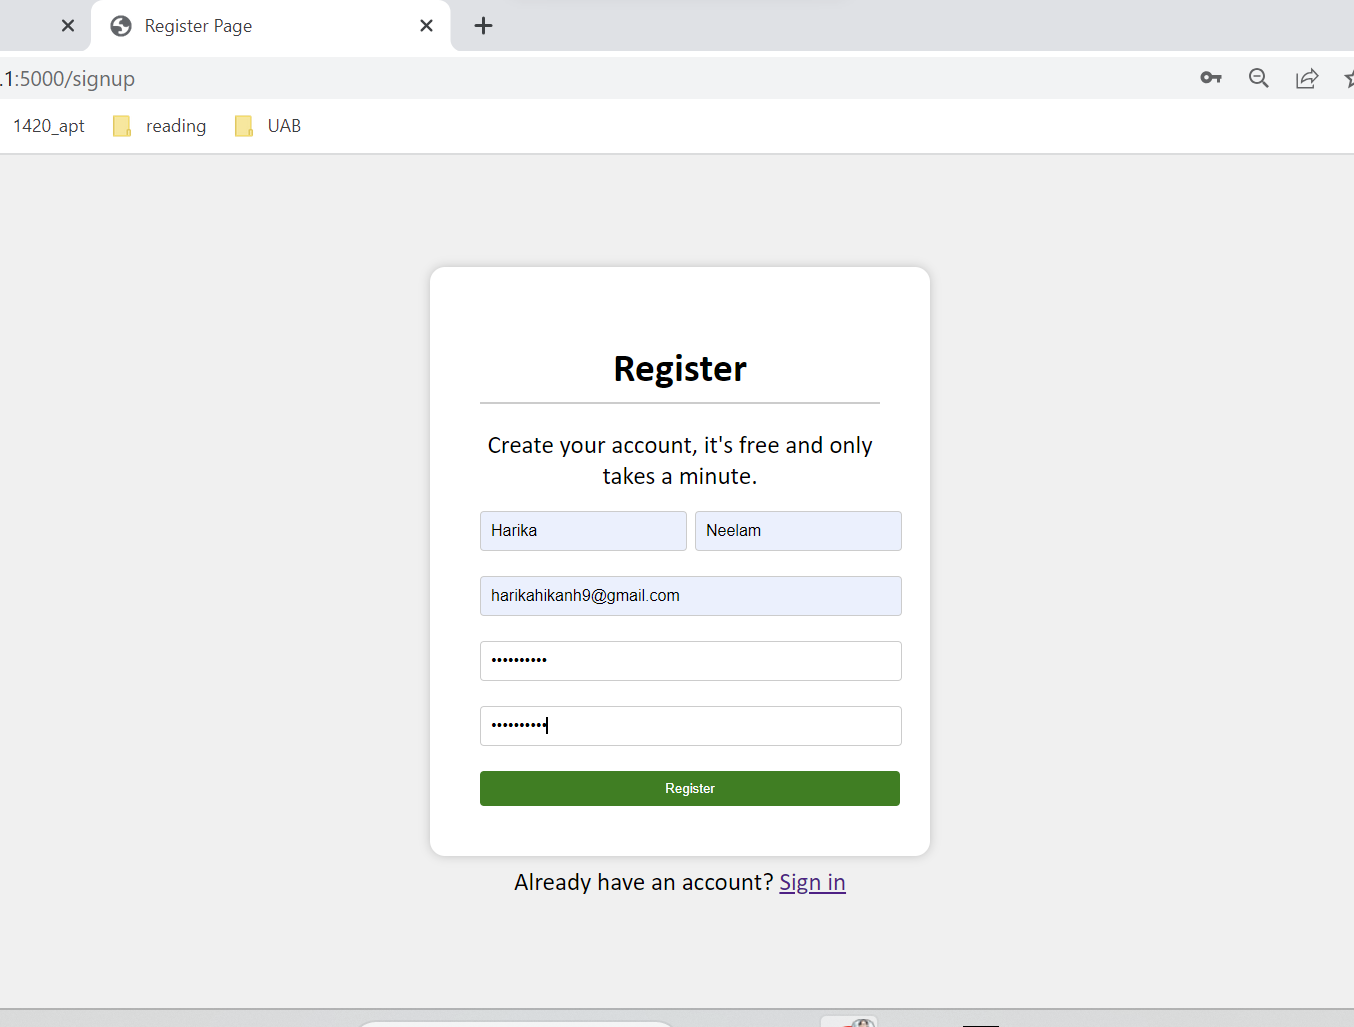 Register Page
.1:5000/signup
1420_apt reading UAB
Register
Create your account, it's free and only
takes a minute.
Harika Neelam
harikahikanh9@gmail.com
••••••••••
••••••••••
Register
Already have an account? Sign in